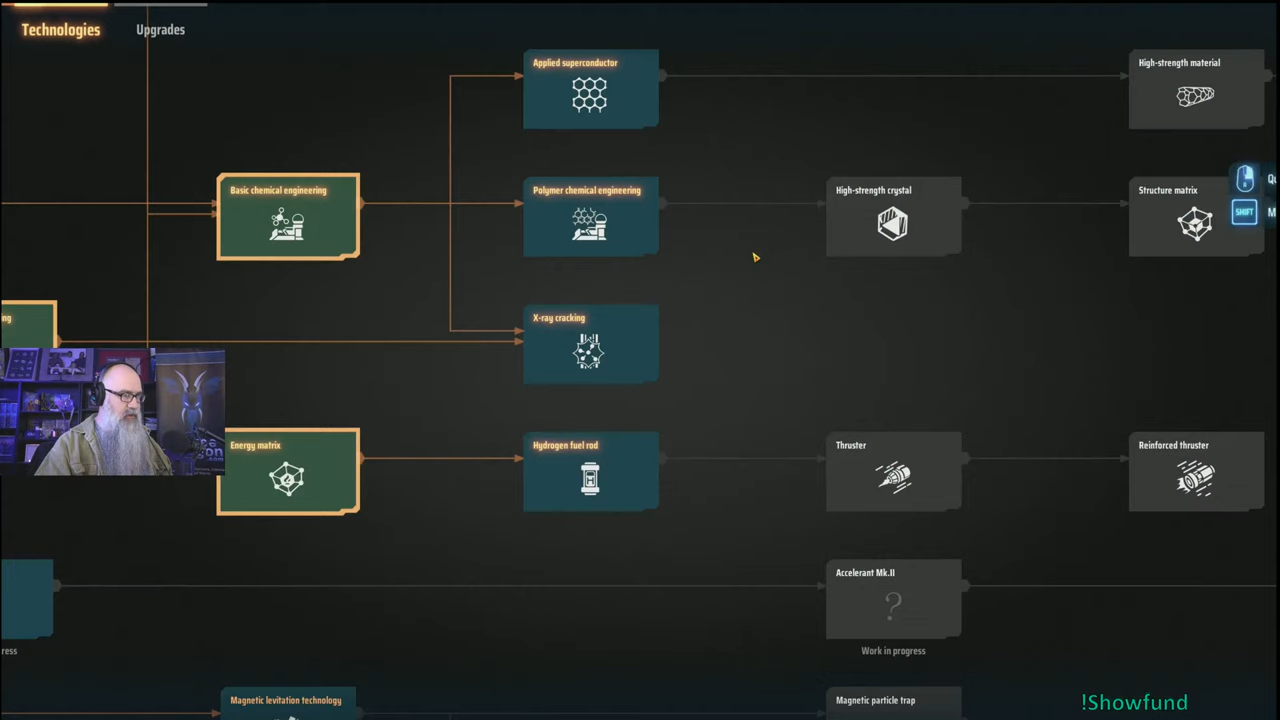 Technologies
Upgrades
Applied superconductor
High-strength material
Basic chemical engineering
Polymer chemical engineering
High-strength crystal
Structure matrix
SHIFT
ing
X-ray cracking
Energy matrix
Hydrogen fuel rod
Thruster
Reinforced thruster
Accelerant Mk.II
?
ress
Work in progress
Magnetic levitation technology
Magnetic particle trap
!Showfund